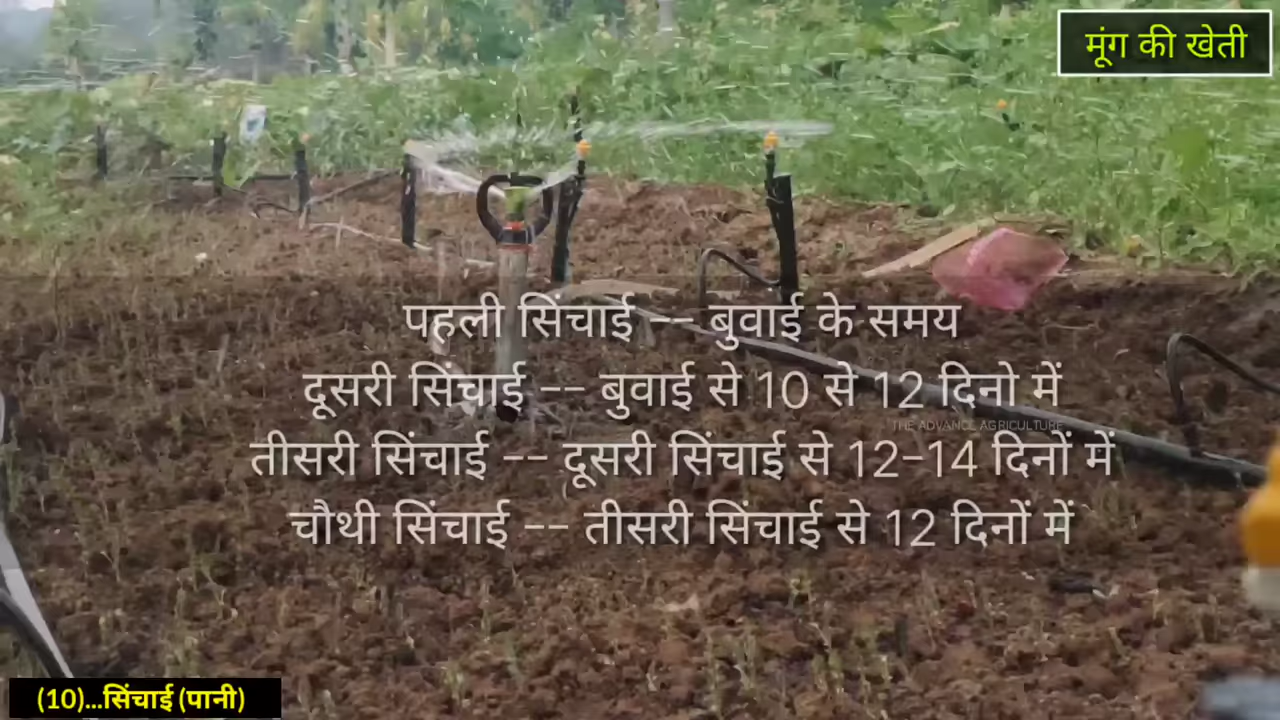 मूंग की खेती
पहली सिंचाई -- बुवाई के समय
दूसरी सिंचाई -- बुवाई से 10 से 12 दिनो में
THE ADVANCE AGRICULTURE
तीसरी सिंचाई -- दूसरी सिंचाई से 12-14 दिनों में
चौथी सिंचाई -- तीसरी सिंचाई से 12 दिनों में
(10)...सिंचाई (पानी)